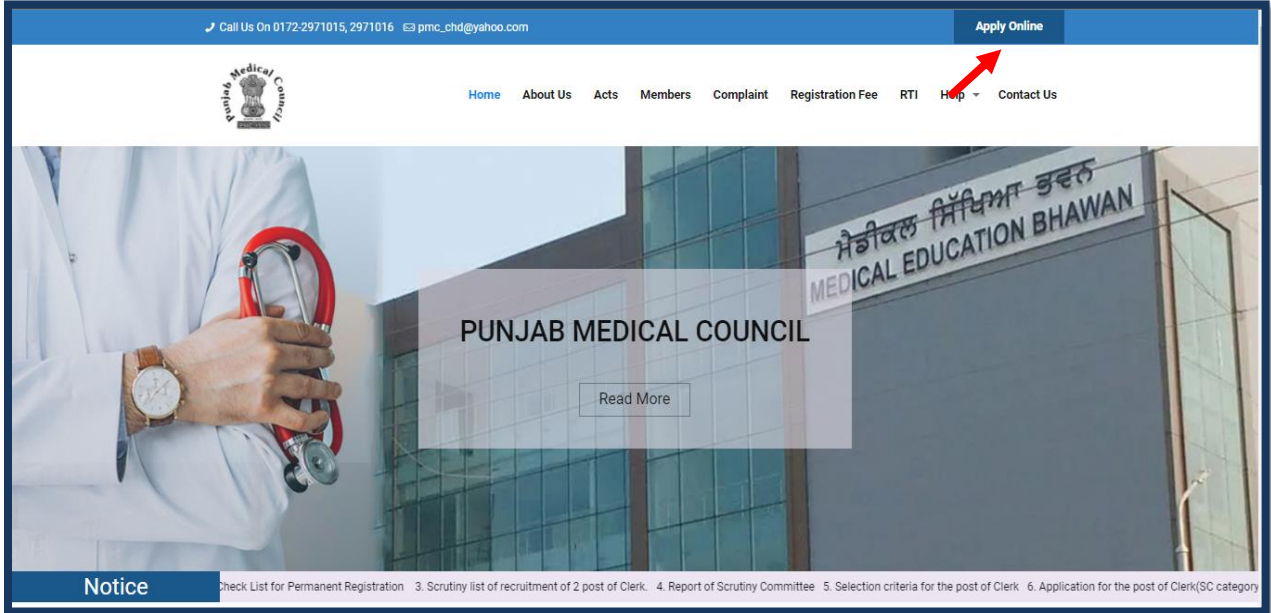 Call Us On 0172-2971015, 2971016 pmc_chd@yahoo.com Apply Online
Punjab Medical Council
Home About Us Acts Members Complaint Registration Fee RTI Help Contact Us
ਮੈਡੀਕਲ ਸਿੱਖਿਆ ਭਵਨ
MEDICAL EDUCATION BHAWAN
PUNJAB MEDICAL COUNCIL
Read More
Notice Check List for Permanent Registration 3. Scrutiny list of recruitment of 2 post of Clerk. 4. Report of Scrutiny Committee 5. Selection criteria for the post of Clerk 6. Application for the post of Clerk(SC category